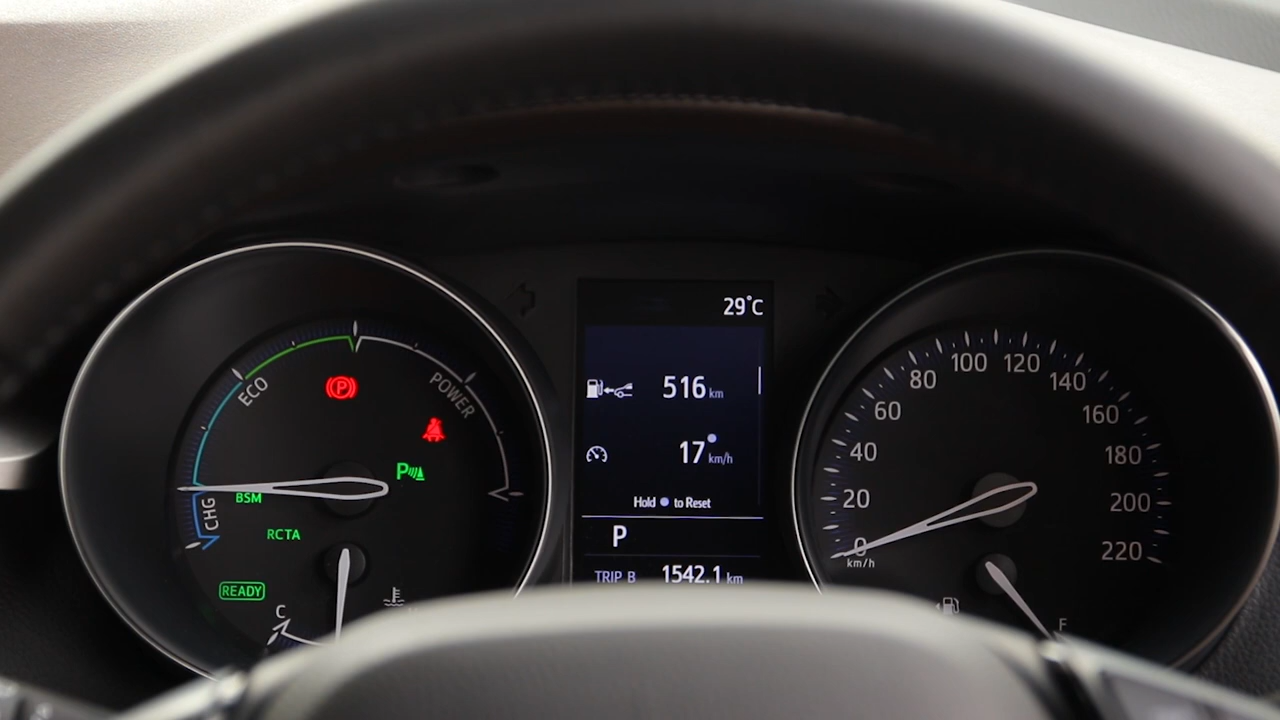 ECO
POWER
CHG
P
P
BSM
RCTA
READY
C
29°C
516 km
17 km/h
Hold ● to Reset
P
TRIP B 1542.1 km
0
20
40
60
80
100
120
140
160
180
200
220
km/h
F